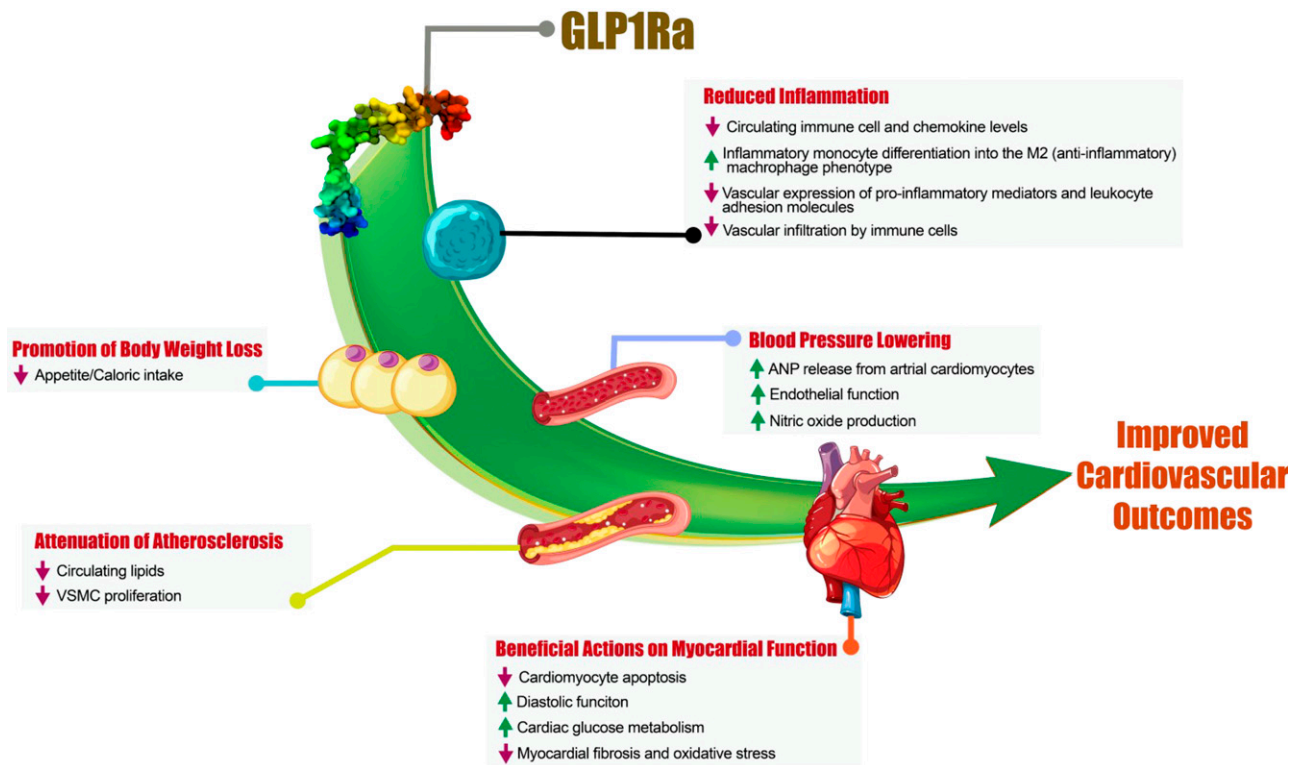 GLP1Ra
Reduced Inflammation
Circulating immune cell and chemokine levels
Inflammatory monocyte differentiation into the M2 (anti-inflammatory)
machrophage phenotype
Vascular expression of pro-inflammatory mediators and leukocyte
adhesion molecules
Vascular infiltration by immune cells
Promotion of Body Weight Loss
Appetite/Caloric intake
Blood Pressure Lowering
ANP release from artrial cardiomyocytes
Endothelial function
Nitric oxide production
Improved
Cardiovascular
Outcomes
Attenuation of Atherosclerosis
Circulating lipids
VSMC proliferation
Beneficial Actions on Myocardial Function
Cardiomyocyte apoptosis
Diastolic funciton
Cardiac glucose metabolism
Myocardial fibrosis and oxidative stress